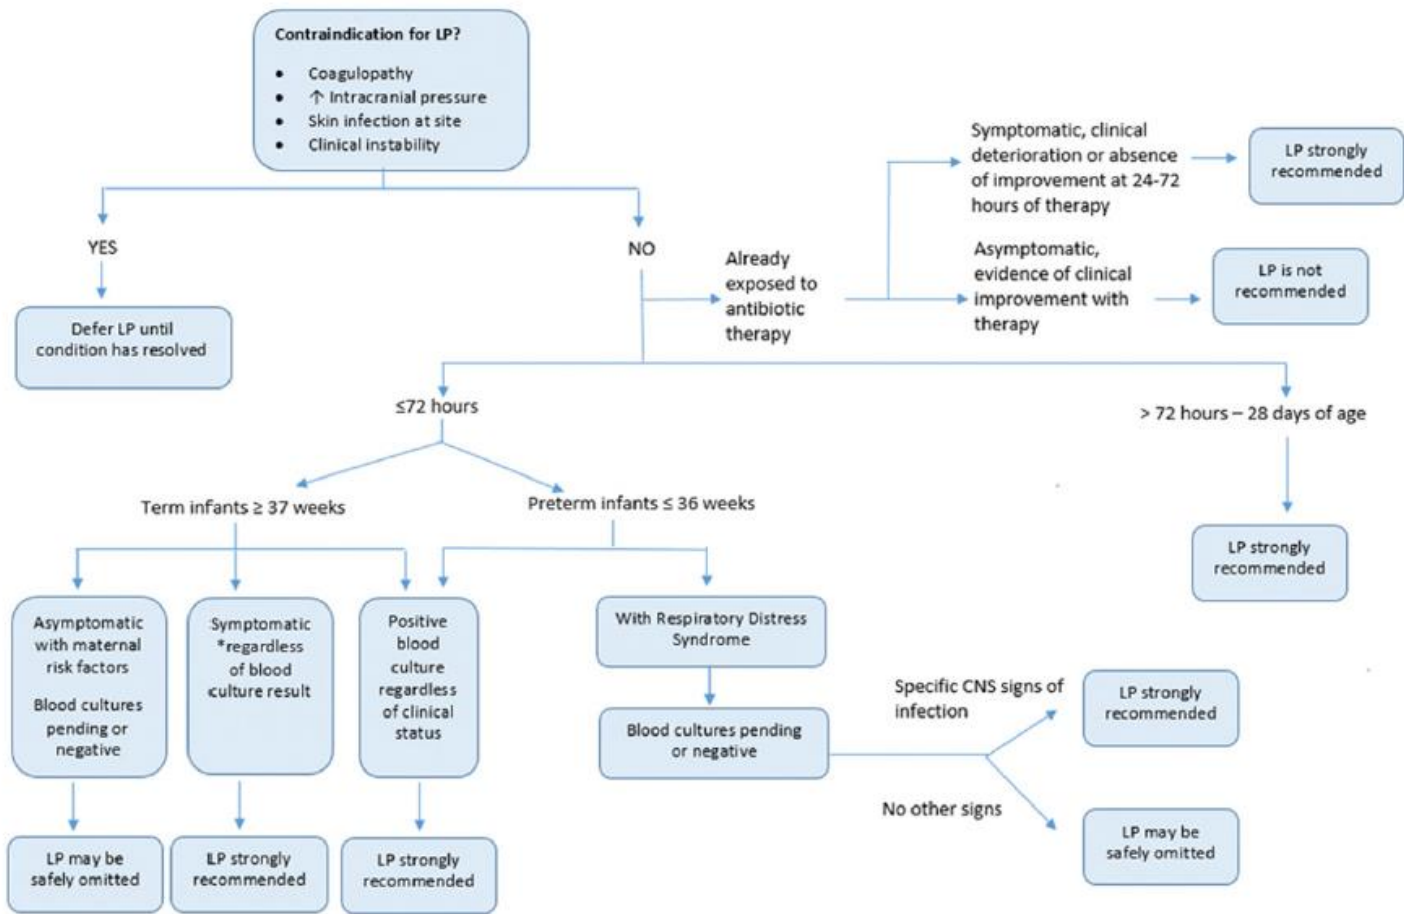 Contraindication for LP?
● Coagulopathy
● ↑ Intracranial pressure
● Skin infection at site
● Clinical instability
YES
Defer LP until
condition has resolved
NO
Already
exposed to
antibiotic
therapy
Symptomatic, clinical
deterioration or absence
of improvement at 24-72
hours of therapy
LP strongly
recommended
Asymptomatic,
evidence of clinical
improvement with
therapy
LP is not
recommended
≤72 hours
> 72 hours – 28 days of age
LP strongly
recommended
Term infants ≥ 37 weeks
Preterm infants ≤ 36 weeks
Asymptomatic
with maternal
risk factors
Blood cultures
pending or
negative
LP may be
safely omitted
Symptomatic
*regardless
of blood
culture result
LP strongly
recommended
Positive
blood
culture
regardless
of clinical
status
LP strongly
recommended
With Respiratory Distress
Syndrome
Blood cultures pending
or negative
Specific CNS signs of
infection
LP strongly
recommended
No other signs
LP may be
safely omitted